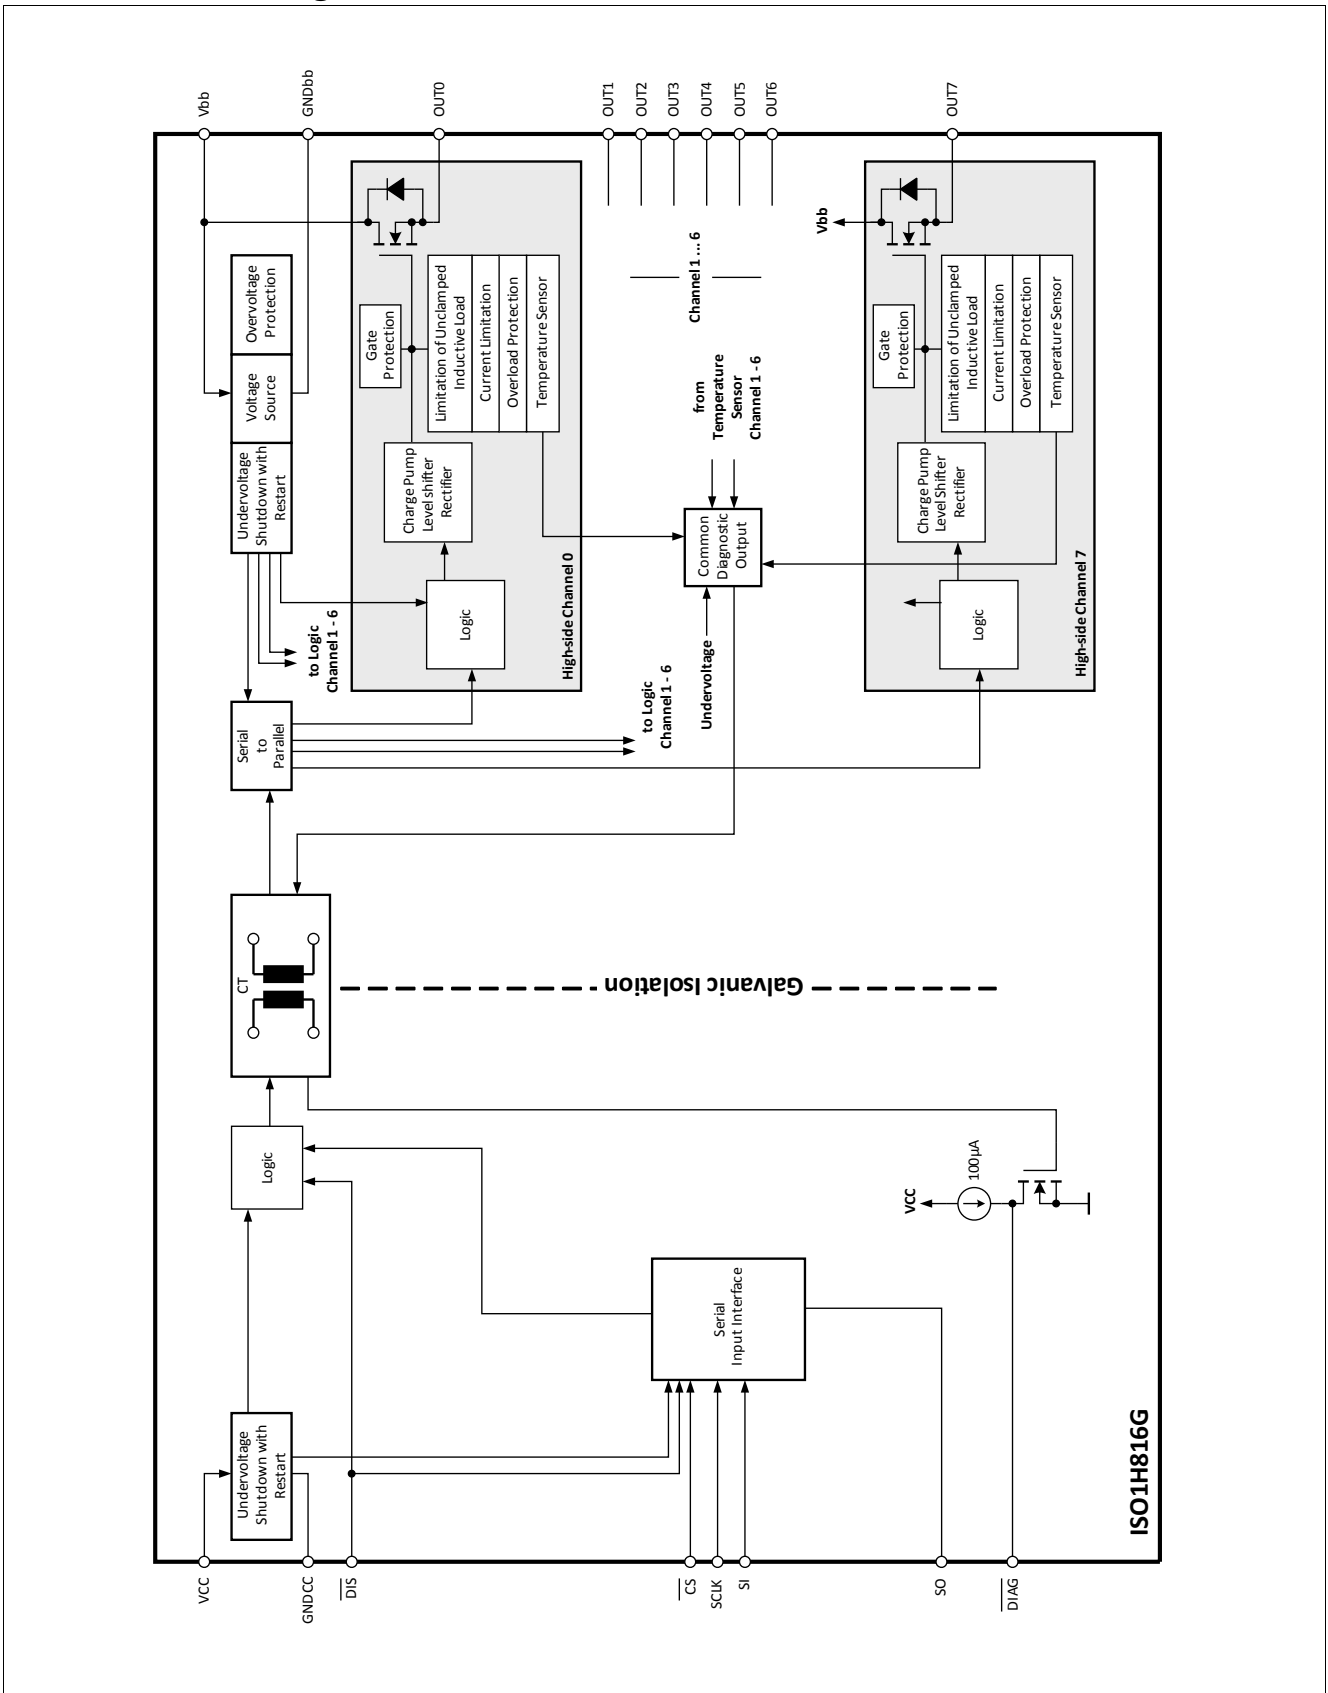 VCC
GNDCC
DIS
CS
SCLK
SI
SO
DIAG
Undervoltage
Shutdown with
Restart
Logic
CT
Serial
to
Parallel
Undervoltage
Shutdown with
Restart
Voltage
Source
Overvoltage
Protection
Vbb
GNDbb
OUT0
OUT1
OUT2
OUT3
OUT4
OUT5
OUT6
OUT7
to Logic
Channel 1 - 6
Logic
Charge Pump
Level shifter
Rectifier
Gate
Protection
Limitation of Unclamped
Inductive Load
Current Limitation
Overload Protection
Temperature Sensor
High-side Channel 0
to Logic
Channel 1 - 6
Undervoltage
Common
Diagnostic
Output
from
Temperature
Sensor
Channel 1 - 6
Channel 1 ... 6
Galvanic Isolation
Serial
Input Interface
VCC
100µA
Vbb
Logic
Charge Pump
Level Shifter
Rectifier
Gate
Protection
Limitation of Unclamped
Inductive Load
Current Limitation
Overload Protection
Temperature Sensor
High-side Channel 7
ISO1H816G